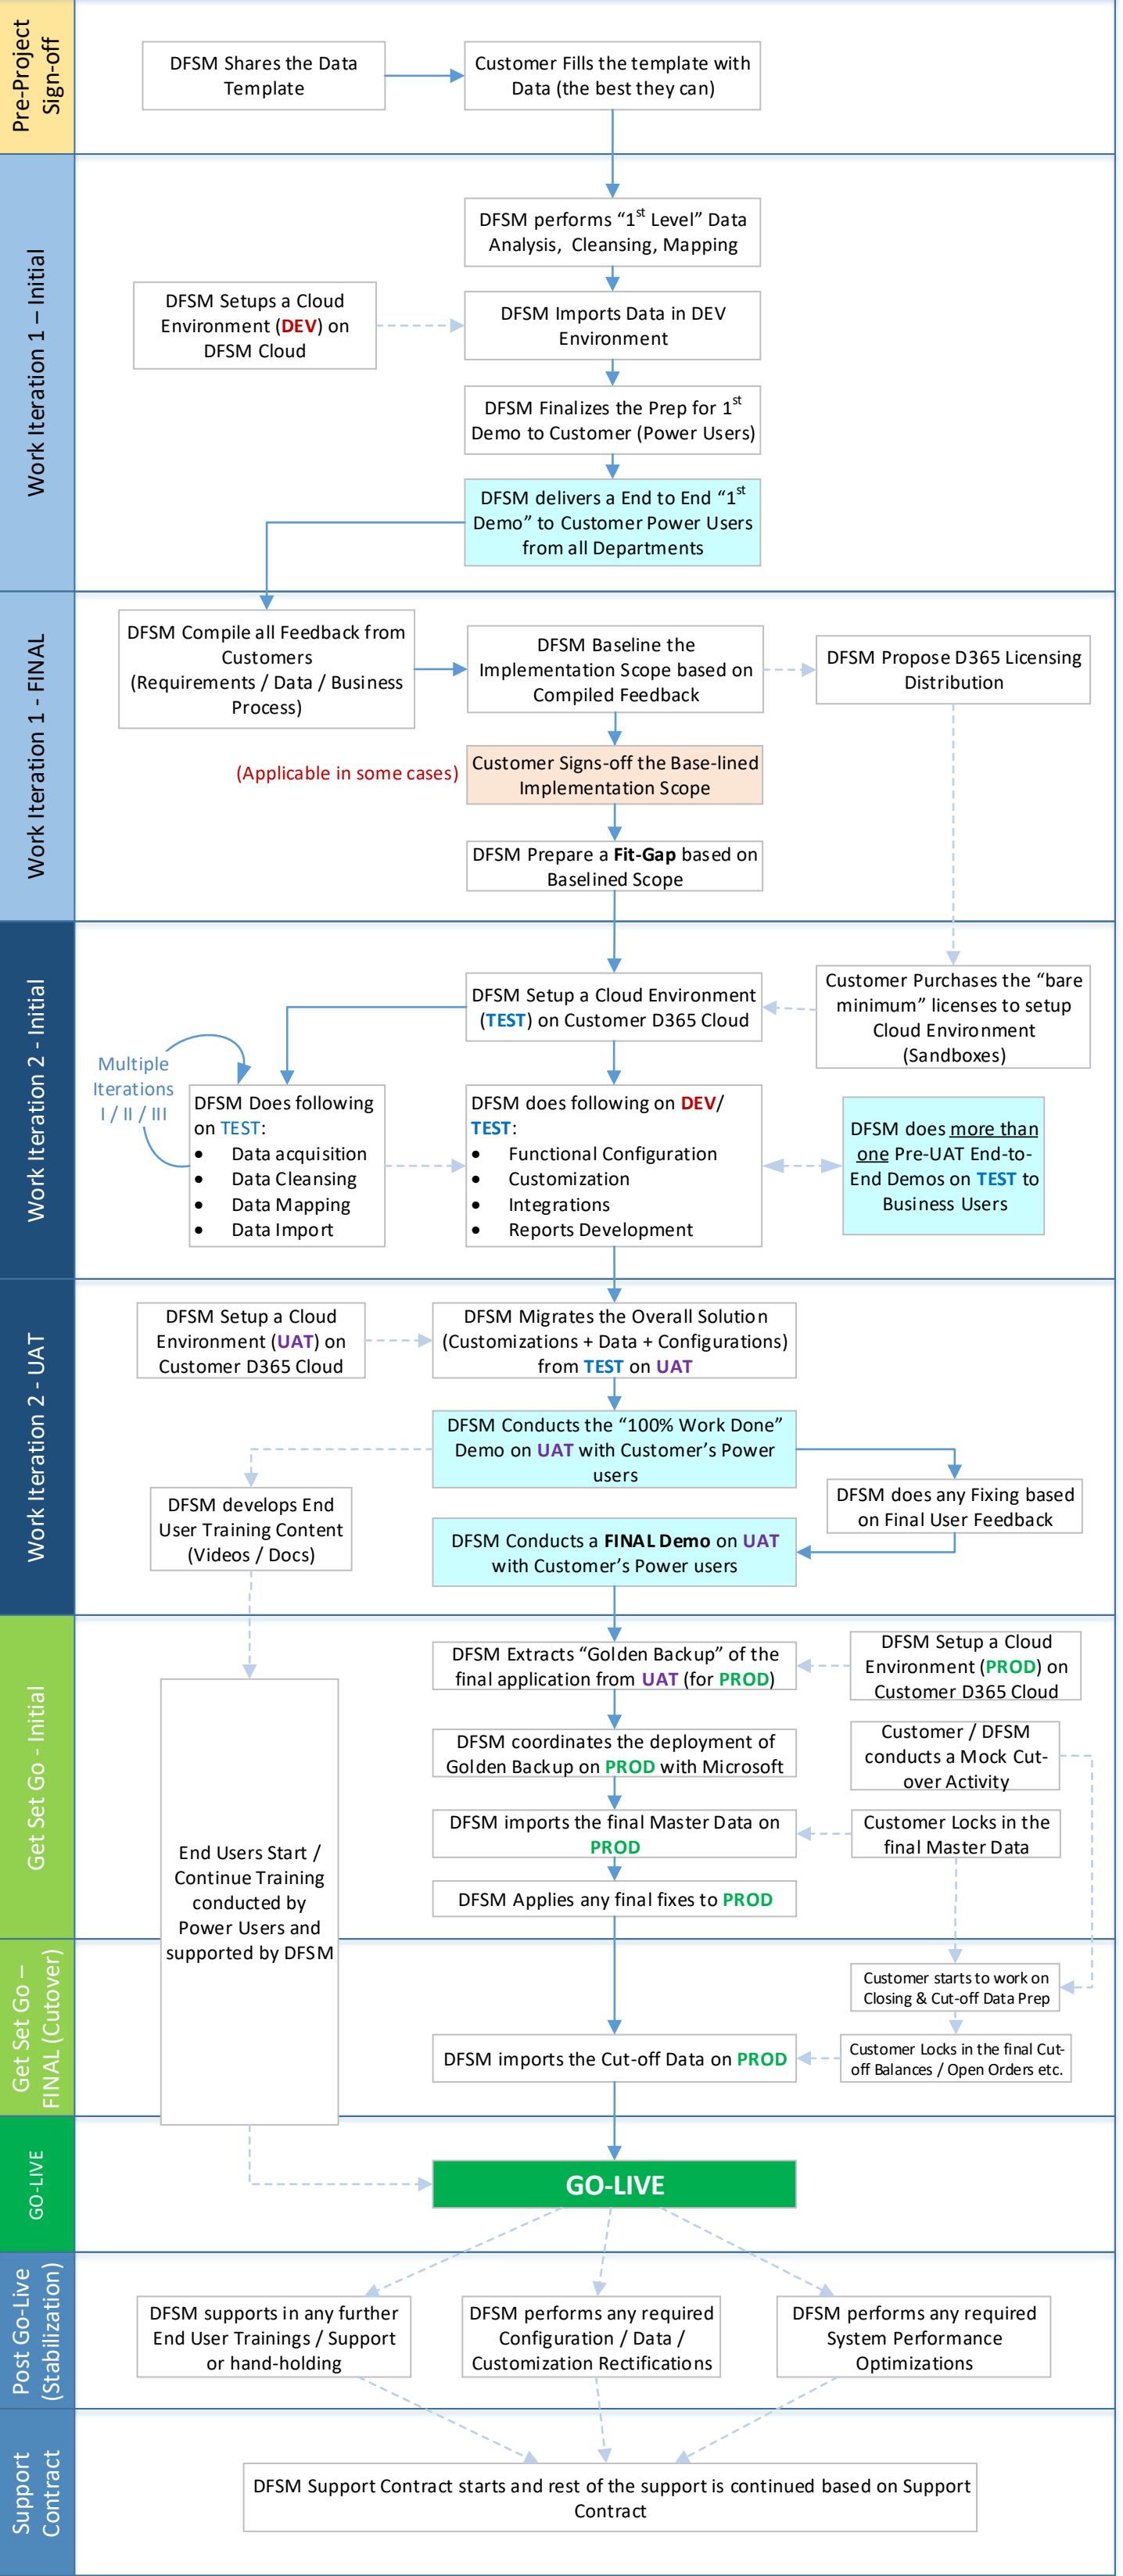 Pre-Project
Sign-off
DFSM Shares the Data
Template
Customer Fills the template with
Data (the best they can)
Work Iteration 1 – Initial
DFSM performs “1st Level” Data
Analysis, Cleansing, Mapping
DFSM Setups a Cloud
Environment (DEV) on
DFSM Cloud
DFSM Imports Data in DEV
Environment
DFSM Finalizes the Prep for 1st
Demo to Customer (Power Users)
DFSM delivers a End to End “1st
Demo” to Customer Power Users
from all Departments
Work Iteration 1 - FINAL
DFSM Compile all Feedback from
Customers
(Requirements / Data / Business
Process)
DFSM Baseline the
Implementation Scope based on
Compiled Feedback
DFSM Propose D365 Licensing
Distribution
(Applicable in some cases)
Customer Signs-off the Base-lined
Implementation Scope
DFSM Prepare a Fit-Gap based on
Baselined Scope
Work Iteration 2 - Initial
DFSM Setup a Cloud Environment
(TEST) on Customer D365 Cloud
Customer Purchases the “bare
minimum” licenses to setup
Cloud Environment
(Sandboxes)
Multiple
Iterations
I / II / III
DFSM Does following
on TEST:
• Data acquisition
• Data Cleansing
• Data Mapping
• Data Import
DFSM does following on DEV/
TEST:
• Functional Configuration
• Customization
• Integrations
• Reports Development
DFSM does more than
one Pre-UAT End-to-
End Demos on TEST to
Business Users
Work Iteration 2 - UAT
DFSM Setup a Cloud
Environment (UAT) on
Customer D365 Cloud
DFSM Migrates the Overall Solution
(Customizations + Data + Configurations)
from TEST on UAT
DFSM Conducts the “100% Work Done”
Demo on UAT with Customer’s Power
users
DFSM develops End
User Training Content
(Videos / Docs)
DFSM does any Fixing based
on Final User Feedback
DFSM Conducts a FINAL Demo on UAT
with Customer’s Power users
Get Set Go - Initial
DFSM Extracts “Golden Backup” of the
final application from UAT (for PROD)
DFSM Setup a Cloud
Environment (PROD) on
Customer D365 Cloud
DFSM coordinates the deployment of
Golden Backup on PROD with Microsoft
Customer / DFSM
conducts a Mock Cut-
over Activity
DFSM imports the final Master Data on
PROD
Customer Locks in the
final Master Data
DFSM Applies any final fixes to PROD
End Users Start /
Continue Training
conducted by
Power Users and
supported by DFSM
Get Set Go –
FINAL (Cutover)
Customer starts to work on
Closing & Cut-off Data Prep
DFSM imports the Cut-off Data on PROD
Customer Locks in the final Cut-
off Balances / Open Orders etc.
GO-LIVE
GO-LIVE
Post Go-Live
(Stabilization)
DFSM supports in any further
End User Trainings / Support
or hand-holding
DFSM performs any required
Configuration / Data /
Customization Rectifications
DFSM performs any required
System Performance
Optimizations
Support
Contract
DFSM Support Contract starts and rest of the support is continued based on Support
Contract